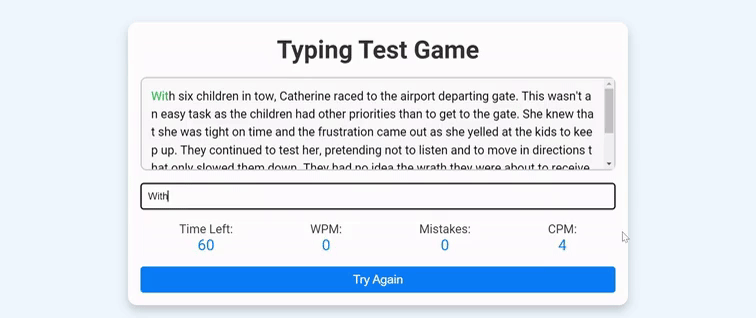 Typing Test Game
With six children in tow, Catherine raced to the airport departing gate. This wasn't a
n easy task as the children had other priorities than to get to the gate. She knew tha
t she was tight on time and the frustration came out as she yelled at the kids to kee
p up. They continued to test her, pretending not to listen and to move in directions t
hat only slowed them down. They had no idea the wrath they were about to receive
With
Time Left: WPM: Mistakes: CPM:
60 0 0 4
Try Again